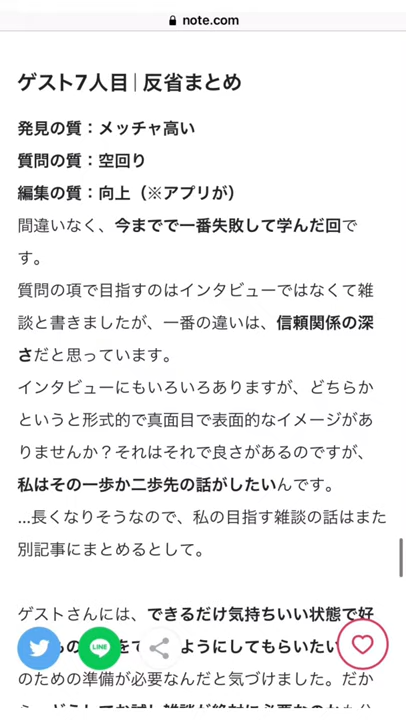 note.com
ゲスト7人目|反省まとめ
発見の質：メッチャ高い
質問の質：空回り
編集の質：向上（※アプリが）
間違いなく、今までで一番失敗して学んだ回で
す。
質問の項で目指すのはインタビューではなくて雑
談と書きましたが、一番の違いは、信頼関係の深
さだと思っています。
インタビューにもいろいろありますが、どちらか
というと形式的で真面目で表面的なイメージがあ
りませんか？それはそれで良さがあるのですが、
私はその一歩か二歩先の話がしたいんです。
...長くなりそうなので、私の目指す雑談の話はまた
別記事にまとめるとして。
ゲストさんには、できるだけ気持ちいい状態で好
ようにしてもらいたい
LINE
のための準備が必要なんだと気づけました。だか